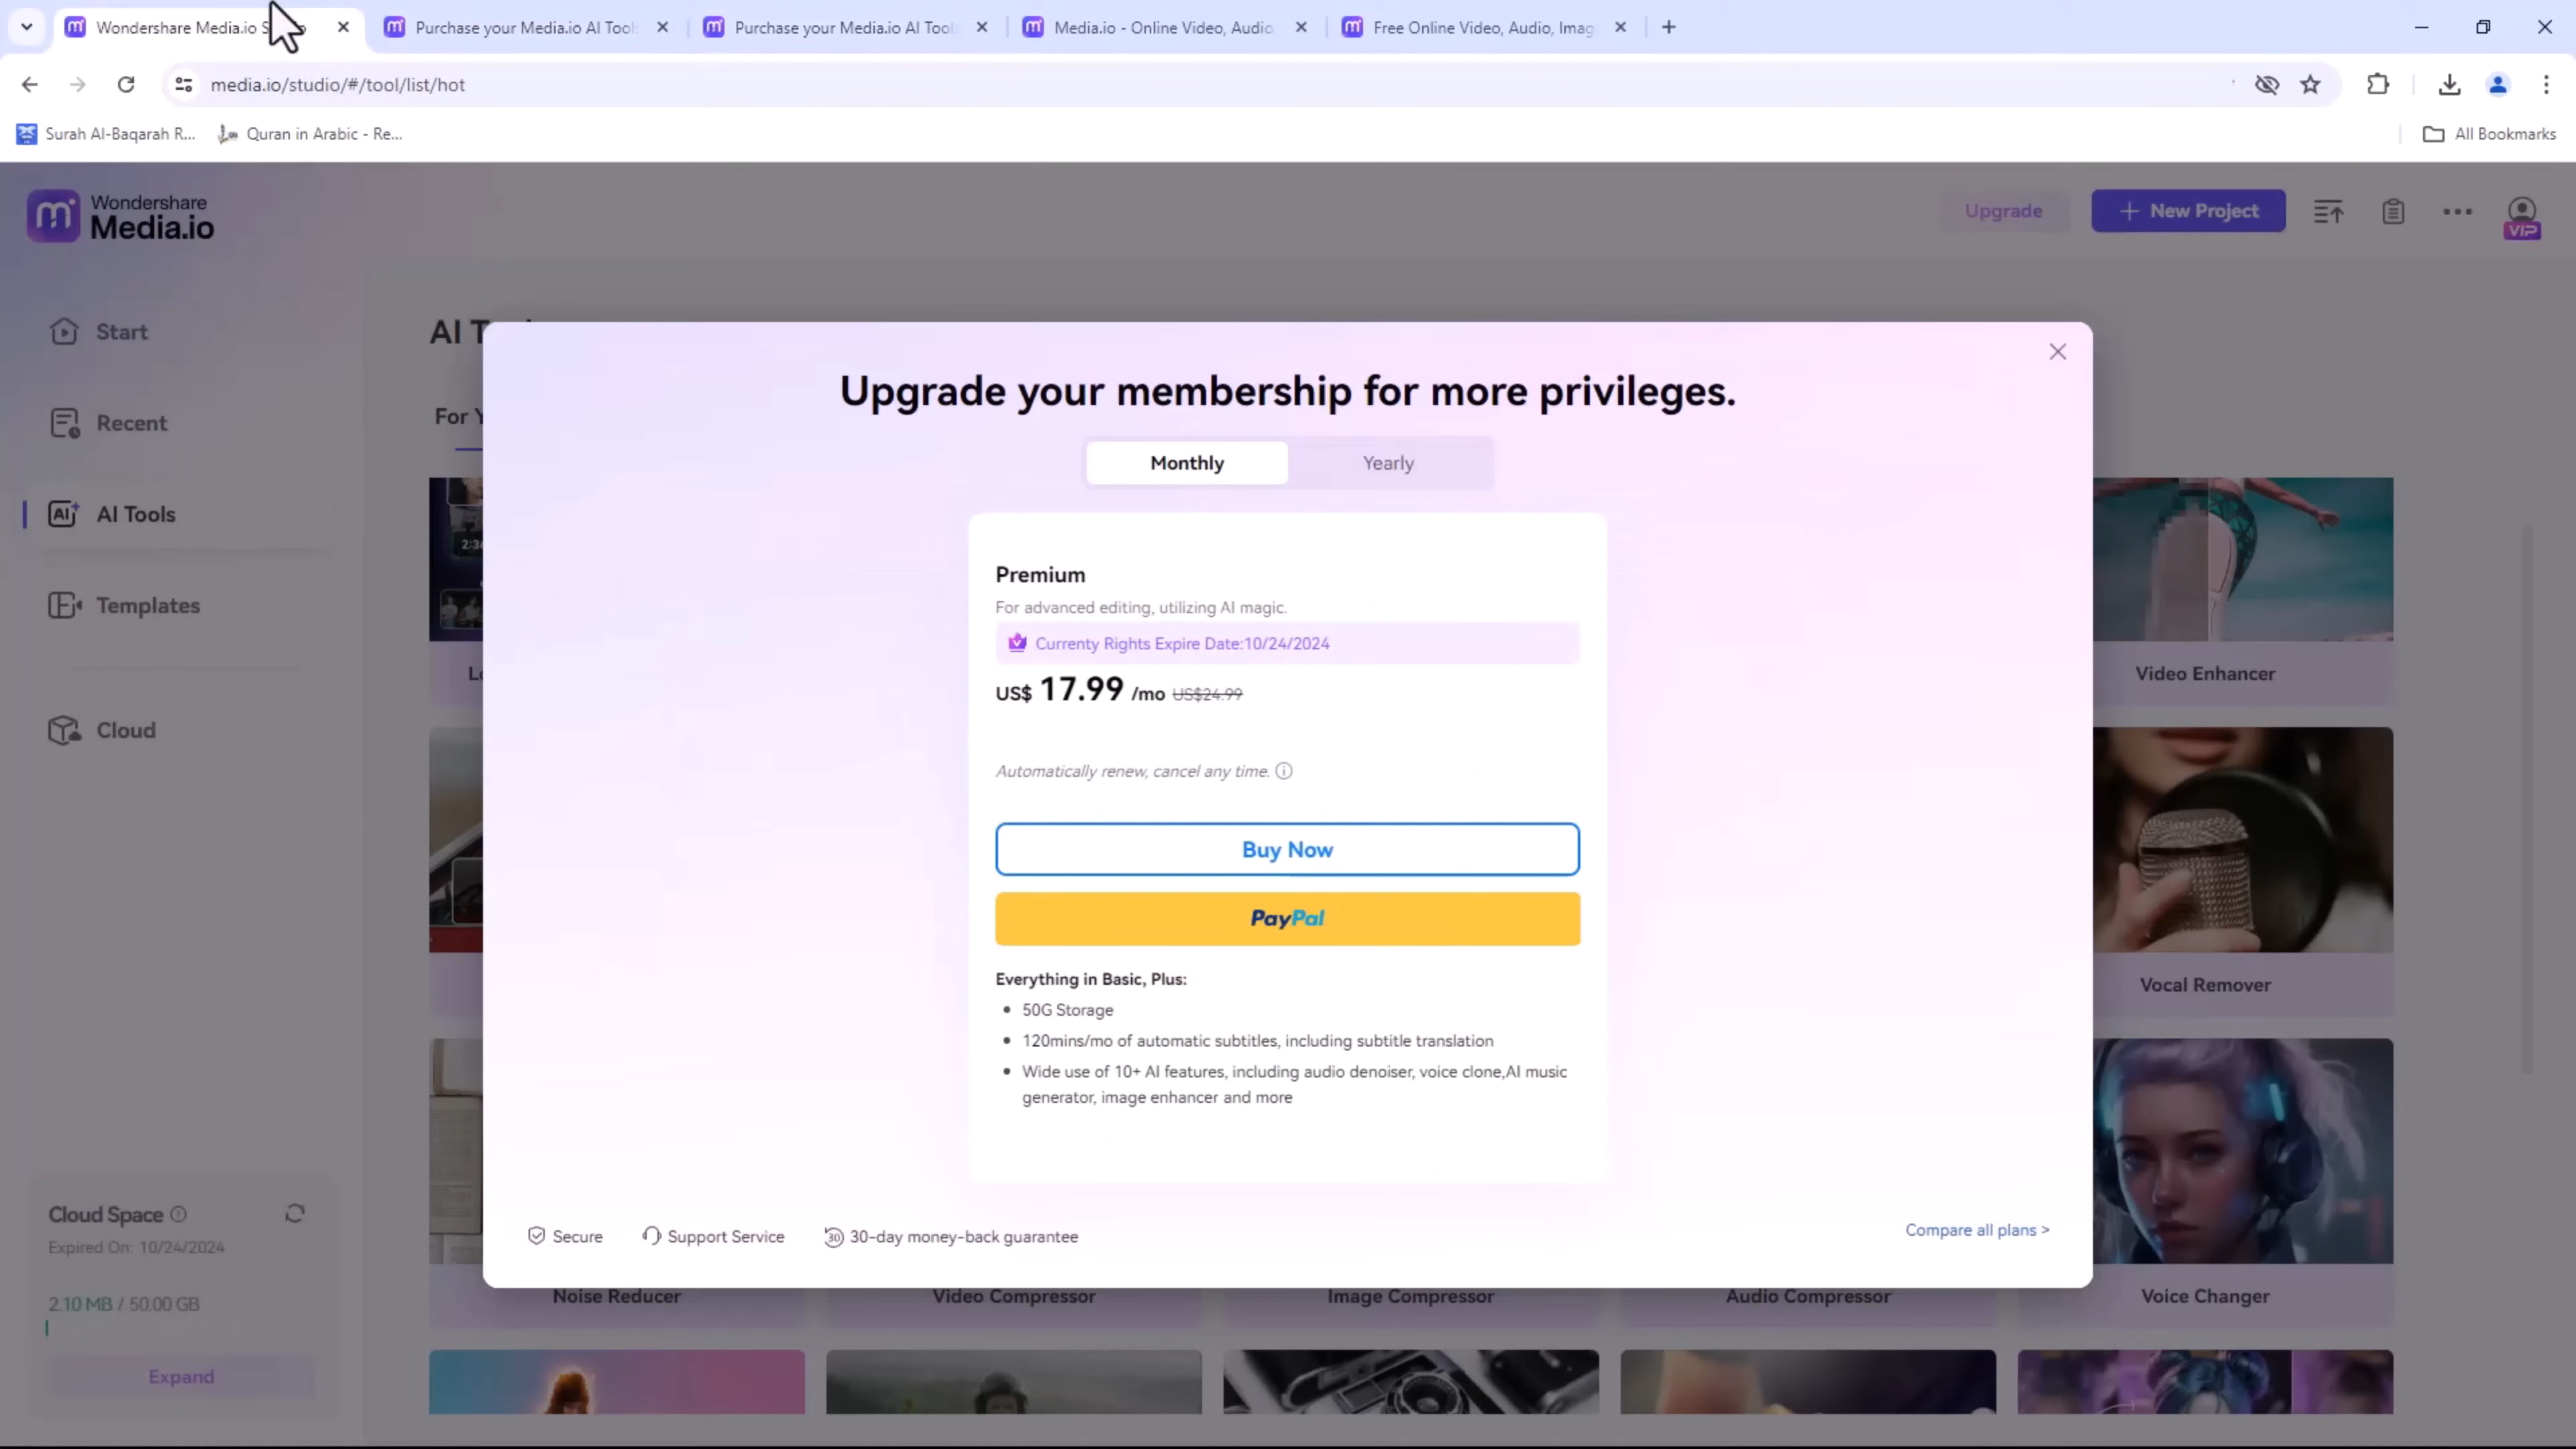 Wondershare Media.io S
Purchase your Media.io AI Tool
Purchase your Media.io AI Tool
Media.io - Online Video, Audio,
Free Online Video, Audio, Imag
media.io/studio/#/tool/list/hot
Surah Al-Baqarah R...
Quran in Arabic - Re...
All Bookmarks
Wondershare
Media.io
Upgrade
New Project
VIP
Start
Recent
AI Tools
Templates
Cloud
AI
For
Upgrade your membership for more privileges.
Monthly
Yearly
Premium
For advanced editing, utilizing AI magic.
Currenty Rights Expire Date:10/24/2024
US$ 17.99 /mo US$24.99
Automatically renew, cancel any time.
Buy Now
PayPal
Everything in Basic, Plus:
• 50G Storage
• 120mins/mo of automatic subtitles, including subtitle translation
• Wide use of 10+ AI features, including audio denoiser, voice clone,AI music
generator, image enhancer and more
Secure
Support Service
30
30-day money-back guarantee
Compare all plans >
Video Enhancer
Vocal Remover
Noise Reducer
Video Compressor
Image Compressor
Audio Compressor
Voice Changer
Cloud Space
Expired On: 10/24/2024
2.10 MB / 50.00 GB
Expand